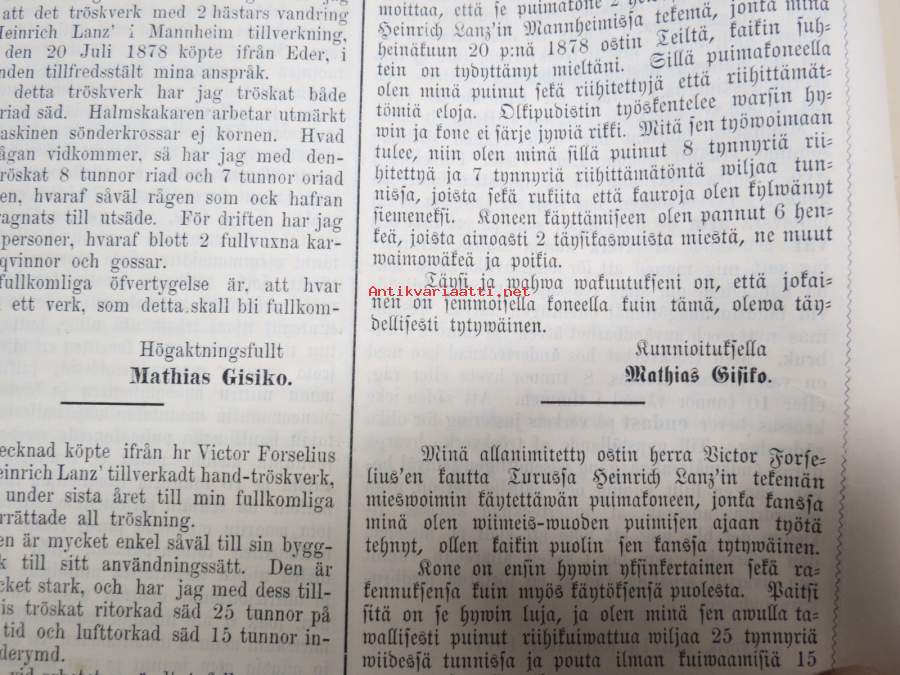 att det tröskverk med 2 hästars vandring
Heinrich Lanz' i Mannheim tillverkning,
den 20 Juli 1878 köpte ifrån Eder, i
nden tillfredsstält mina anspråk.
detta tröskverk har jag tröskat både
riad säd. Halmskakaren arbetar utmärkt
askinen sönderkrossar ej kornen. Hvad
ågan vidkommer, så har jag med den-
röskat 8 tunnor riad och 7 tunnor oriad
en, hvaraf såväl rågen som ock hafran
agnats till utsäde. För driften har jag
personer, hvaraf blott 2 fullvuxna kar-
qvinnor och gossar.
fullkomliga öfvertygelse är, att hvar
ett verk, som detta skall bli fullkom-
Högaktningsfullt
Mathias Gisiko.
ecknad köpte ifrån hr Victor Forselius
einrich Lanz' tillverkadt hand-tröskverk,
under sista året till min fullkomliga
rrättade all tröskning.
en är mycket enkel såväl till sin bygg-
k till sitt användningssätt. Den är
cket stark, och har jag med dess till-
is tröskat ritorkad säd 25 tunnor på
tid och lufttorkad säd 15 tunnor in-
derymd.
moittaa, että se puimakone 2
Heinrich Lanz'in Mannheimissa tekemä, jonka minä
heinäkuun 20 p:nä 1878 ostin Teiltä, kaikin suh-
tein on tydyttänyt mieltäni. Sillä puimakoneella
olen minä puinut sekä riihitettyjä että riihittämät-
tömiä eloja. Olkipudistin työskentelee warsin hy-
win ja kone ei särje jywiä rikki. Mitä sen työwoimaan
tulee, niin olen minä sillä puinut 8 tynnyriä rii-
hitettyä ja 7 tynnyriä riihittämätöntä wiljaa tun-
nissa, joista sekä rukiita että kauroja olen kylwänyt
siemeneksi. Koneen käyttämiseen olen pannut 6 hen-
keä, joista ainoasti 2 täysikaswuista miestä, ne muut
waimowäkeä ja poikia.
Täysi ja wahwa wakuutukseni on, että jokai-
nen on semmoisella koneella kuin tämä, olewa täy-
dellisesti tytywäinen.
Kunnioituksella
Mathias Gisiko.
Minä allanimitetty ostin herra Victor Forse-
lius'en kautta Turussa Heinrich Lanz'in tekemän
mieswoimin käytettäwän puimakoneen, jonka kanssa
minä olen wiimeis-wuoden puimisen ajaan työtä
tehnyt, ollen kaikin puolin sen kanssa tytywäinen.
Kone on ensin hywin yksinkertainen sekä ra-
kennuksensa kuin myös käytöksensä puolesta. Paitsi
sitä on se hywin luja, ja olen minä sen awulla ta-
wallisesti puinut riihikuiwattua wiljaa 25 tynnyriä
wiidessä tunnissa ja pouta ilman kuiwaamisiä 15
Antikvariaatti.net